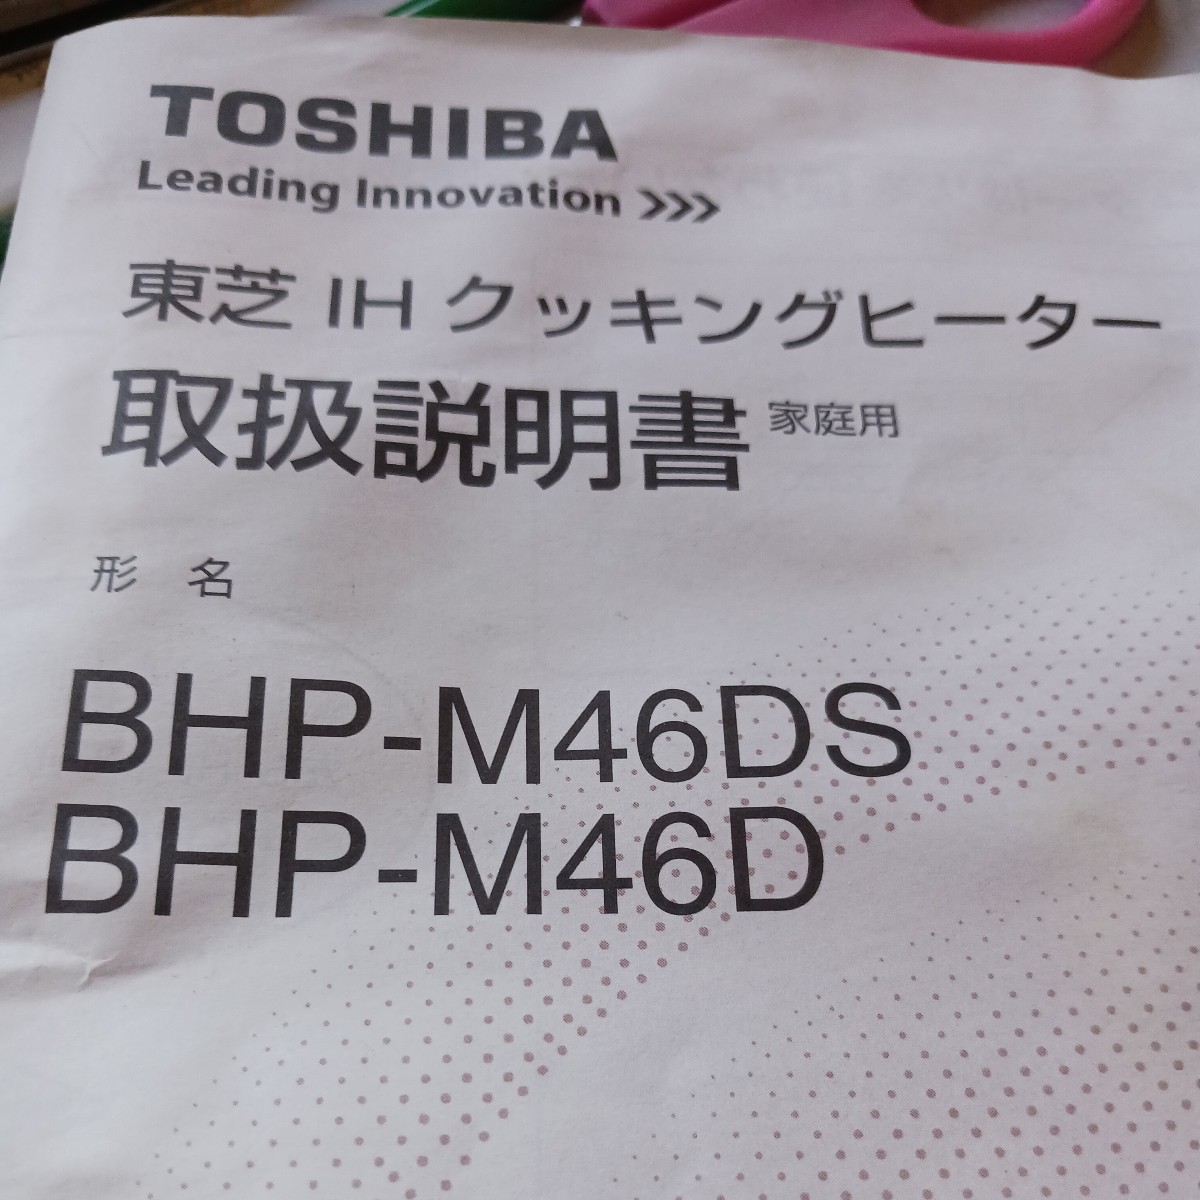 TOSHIBA
Leading Innovation >>>
東芝 IH クッキングヒーター
取扱説明書 家庭用
形 名
BHP-M46DS
BHP-M46D